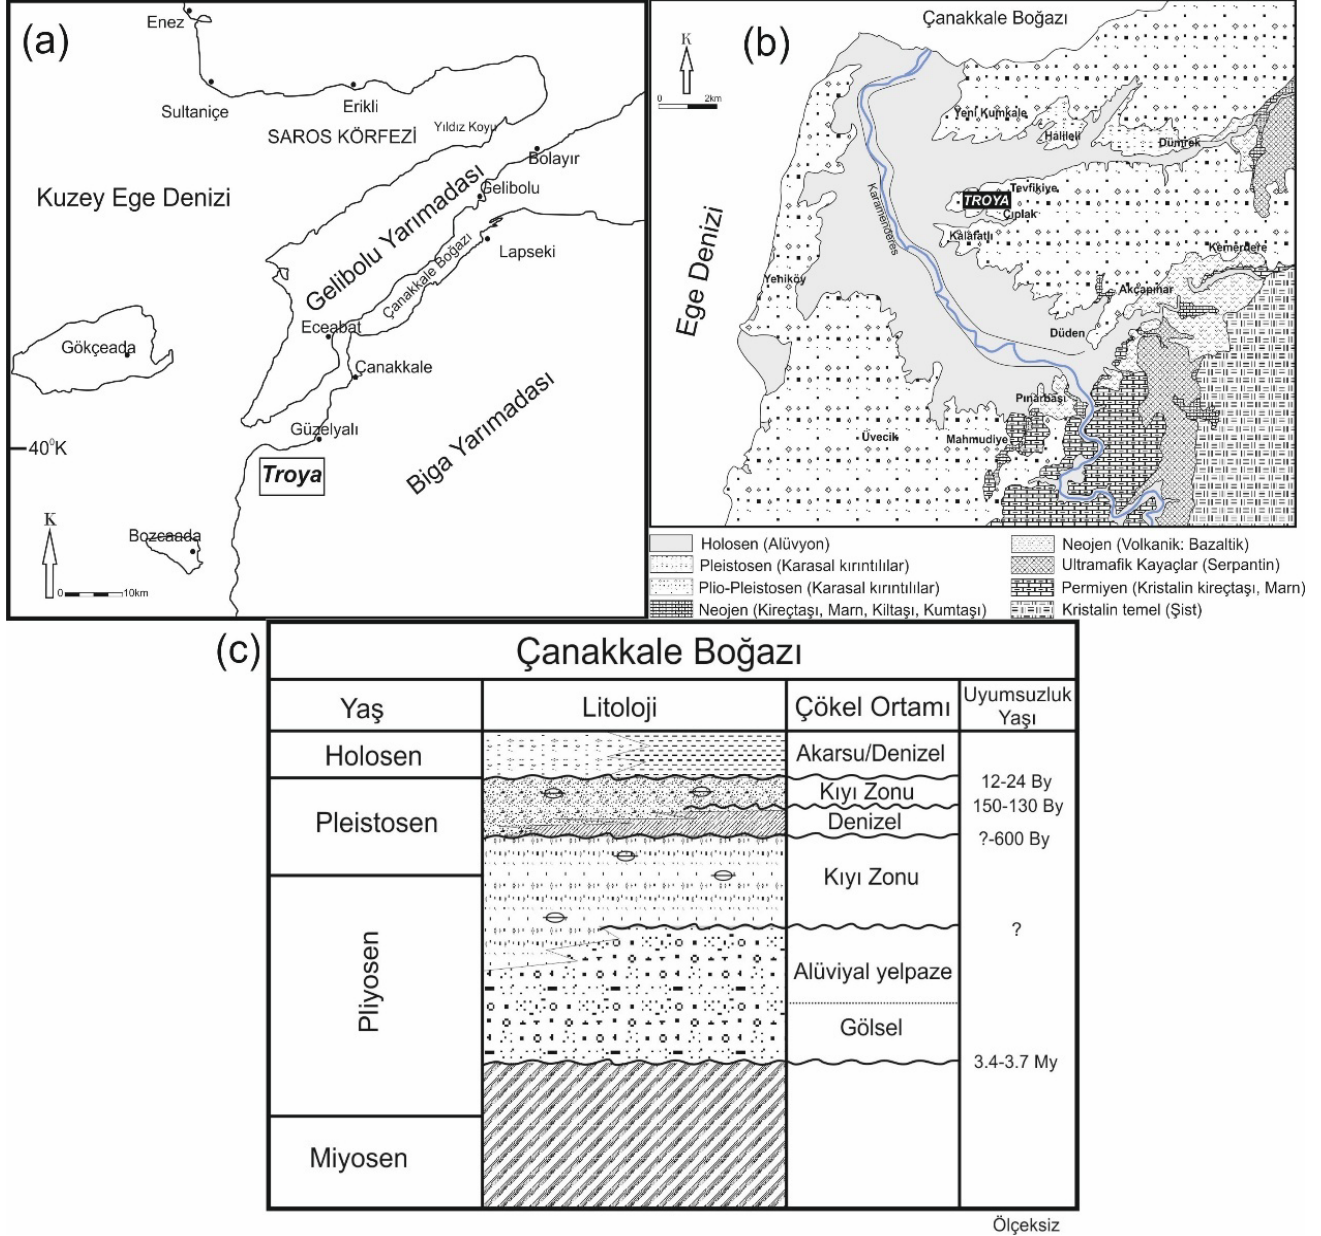 (a)
Enez
Sultaniçe
Erikli
SAROS KÖRFEZİ
Yıldız Koyu
Bolayır
Kuzey Ege Denizi
Gelibolu Yarımadası
Gelibolu
Lapseki
Çanakkale Boğazı
Eceabat
Gökçeada
Çanakkale
Güzelyalı
40°K
Troya
Biga Yarımadası
K
Bozcaada
0 10km
(b)
Çanakkale Boğazı
K
0 2km
Yeni Kumkale
Halileli
Dümrek
Karamenderes
Tevfikiye
TROYA
Çıplak
Kalafatlı
Kemerdere
Ege Denizi
Yeniköy
Akçapınar
Düden
Pınarbaşı
Üvecik
Mahmudiye
Holosen (Alüvyon)
Pleistosen (Karasal kırıntılılar)
Plio-Pleistosen (Karasal kırıntılılar)
Neojen (Kireçtaşı, Marn, Kiltaşı, Kumtaşı)
Neojen (Volkanik: Bazaltik)
Ultramafik Kayaçlar (Serpantin)
Permiyen (Kristalin kireçtaşı, Marn)
Kristalin temel (Şist)
(c)
Çanakkale Boğazı
Yaş
Litoloji
Çökel Ortamı
Uyumsuzluk
Yaşı
Holosen
Akarsu/Denizel
12-24 By
Pleistosen
Kıyı Zonu
150-130 By
Denizel
?-600 By
Kıyı Zonu
?
Pliyosen
Alüviyal yelpaze
Gölsel
3.4-3.7 My
Miyosen
Ölçeksiz